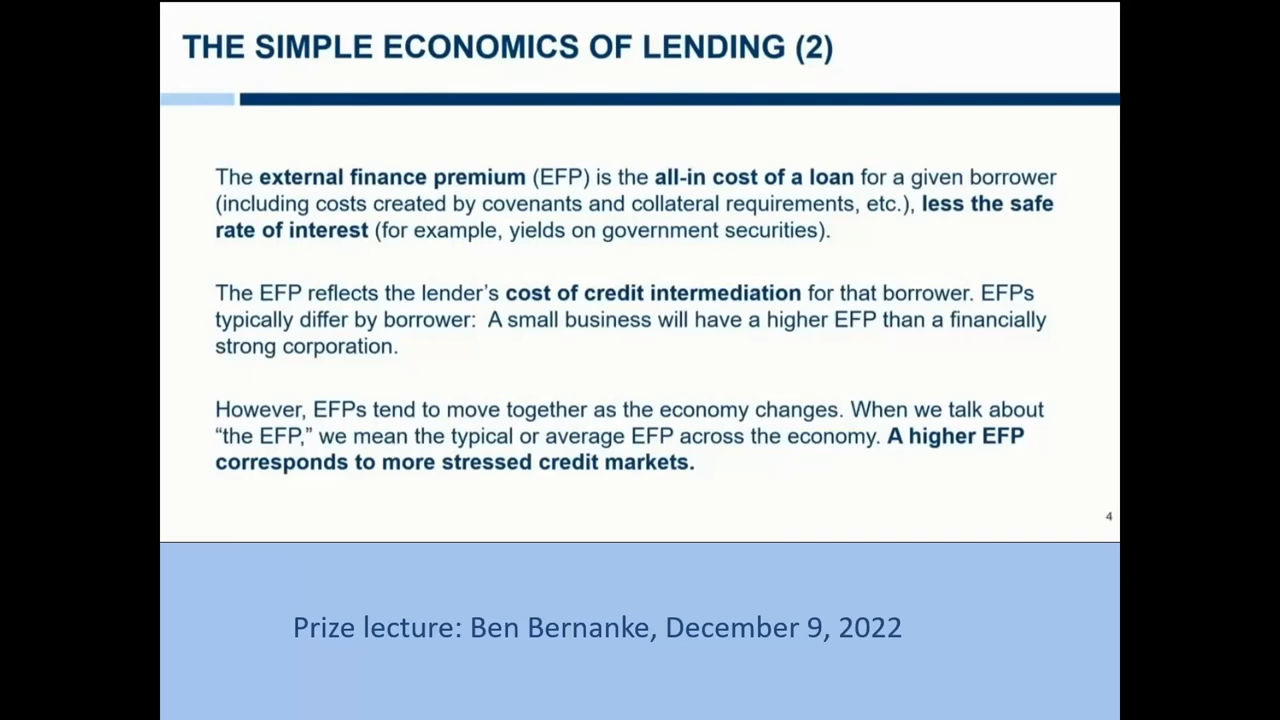 THE SIMPLE ECONOMICS OF LENDING (2)
The external finance premium (EFP) is the all-in cost of a loan for a given borrower
(including costs created by covenants and collateral requirements, etc.), less the safe
rate of interest (for example, yields on government securities).
The EFP reflects the lender’s cost of credit intermediation for that borrower. EFPs
typically differ by borrower:  A small business will have a higher EFP than a financially
strong corporation.
However, EFPs tend to move together as the economy changes. When we talk about
“the EFP,” we mean the typical or average EFP across the economy. A higher EFP
corresponds to more stressed credit markets.
4
Prize lecture: Ben Bernanke, December 9, 2022